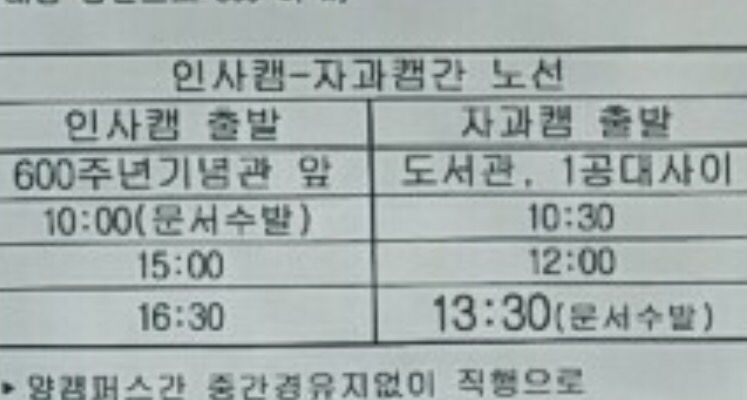 인사캠-자과캠간 노선
인사캠 출발 자과캠 출발
600주년기념관 앞 도서관, 1공대사이
10:00(문서수발) 10:30
15:00 12:00
16:30 13:30(문서수발)
▸ 양캠퍼스간 중간경유지없이 직행으로